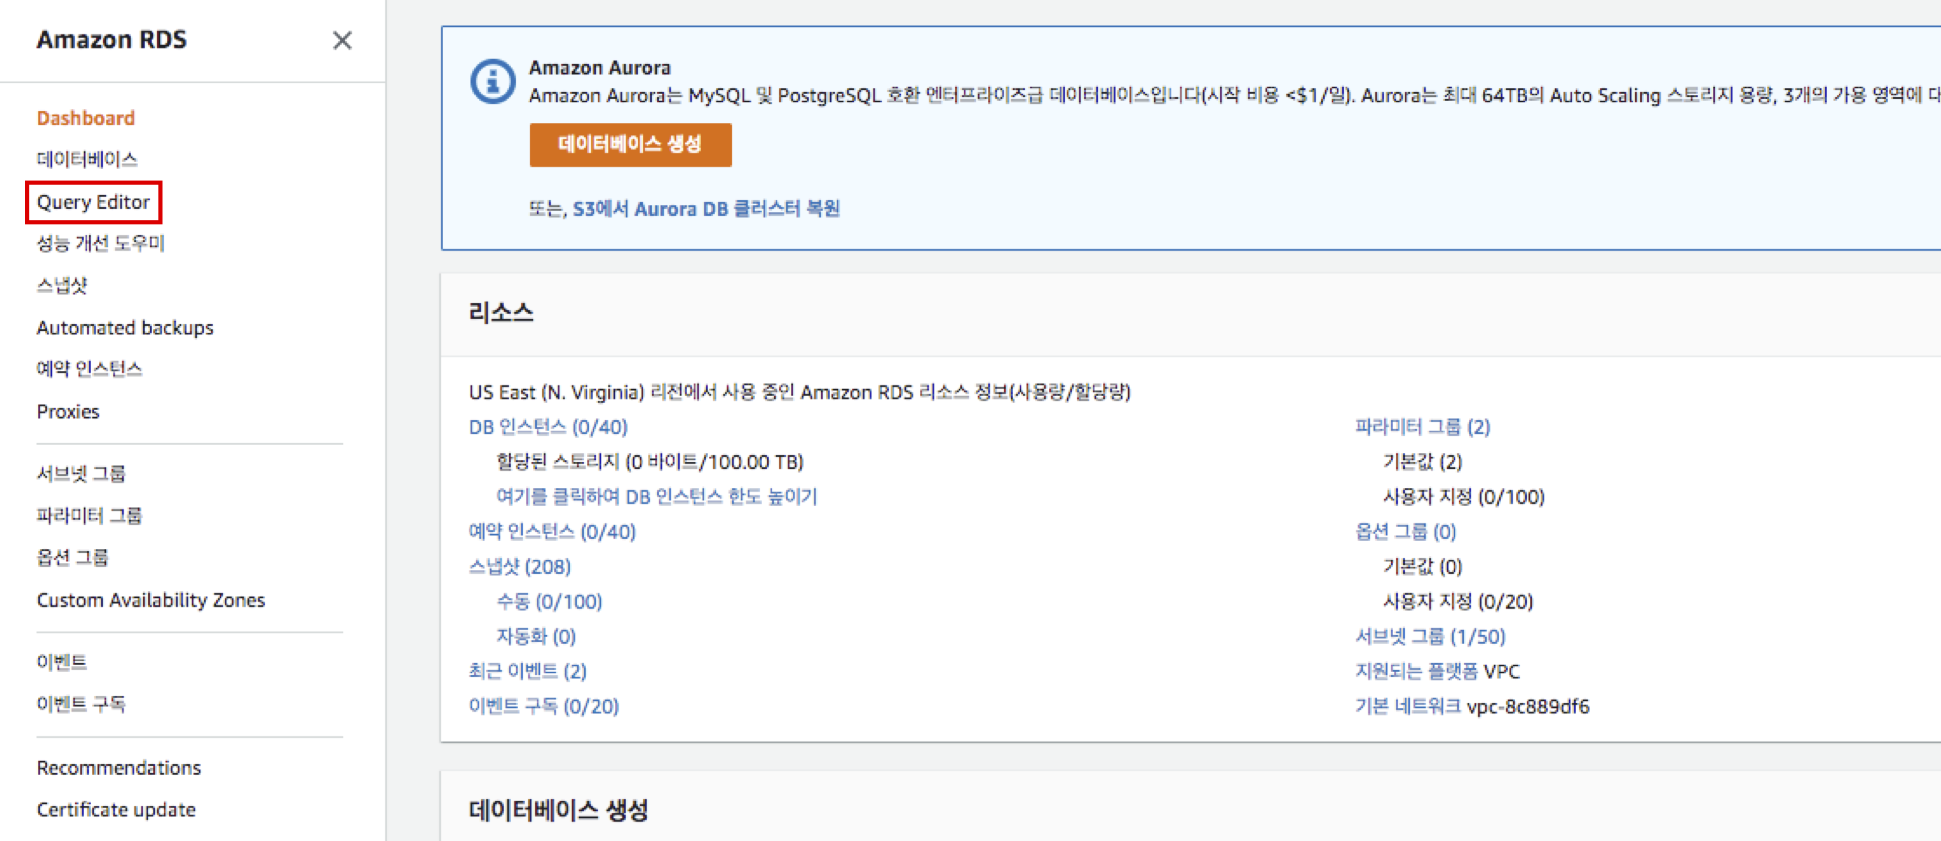 Amazon RDS
Dashboard
데이터베이스
Query Editor
성능 개선 도우미
스냅샷
Automated backups
예약 인스턴스
Proxies
서브넷 그룹
파라미터 그룹
옵션 그룹
Custom Availability Zones
이벤트
이벤트 구독
Recommendations
Certificate update
Amazon Aurora
Amazon Aurora는 MySQL 및 PostgreSQL 호환 엔터프라이즈급 데이터베이스입니다(시작 비용 <$1/일). Aurora는 최대 64TB의 Auto Scaling 스토리지 용량, 3개의 가용 영역에
데이터베이스 생성
또는, S3에서 Aurora DB 클러스터 복원
리소스
US East (N. Virginia) 리전에서 사용 중인 Amazon RDS 리소스 정보(사용량/할당량)
DB 인스턴스 (0/40)
할당된 스토리지 (0 바이트/100.00 TB)
여기를 클릭하여 DB 인스턴스 한도 높이기
예약 인스턴스 (0/40)
스냅샷 (208)
수동 (0/100)
자동화 (0)
최근 이벤트 (2)
이벤트 구독 (0/20)
파라미터 그룹 (2)
기본값 (2)
사용자 지정 (0/100)
옵션 그룹 (0)
기본값 (0)
사용자 지정 (0/20)
서브넷 그룹 (1/50)
지원되는 플랫폼 VPC
기본 네트워크 vpc-8c889df6
데이터베이스 생성